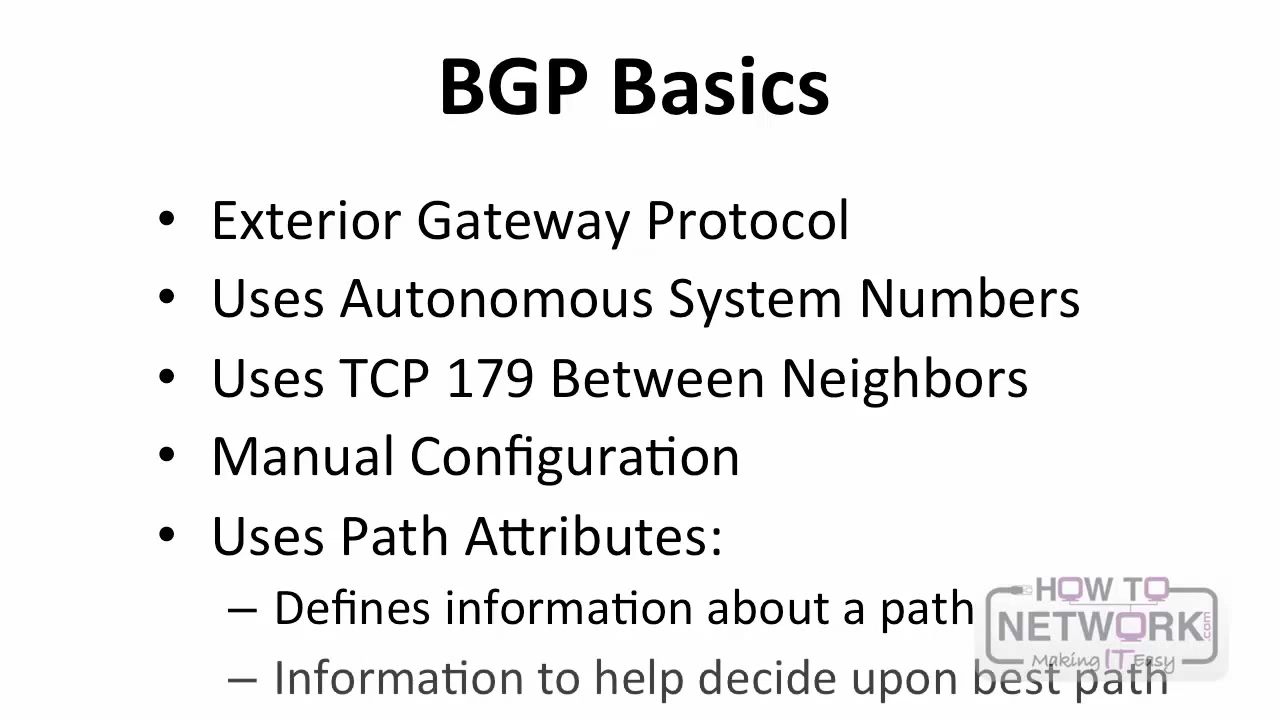 BGP Basics
• Exterior Gateway Protocol
• Uses Autonomous System Numbers
• Uses TCP 179 Between Neighbors
• Manual Configuration
• Uses Path Attributes:
– Defines information about a path
– Information to help decide upon best path
HOW TO
NETWORK.com
Making IT Easy